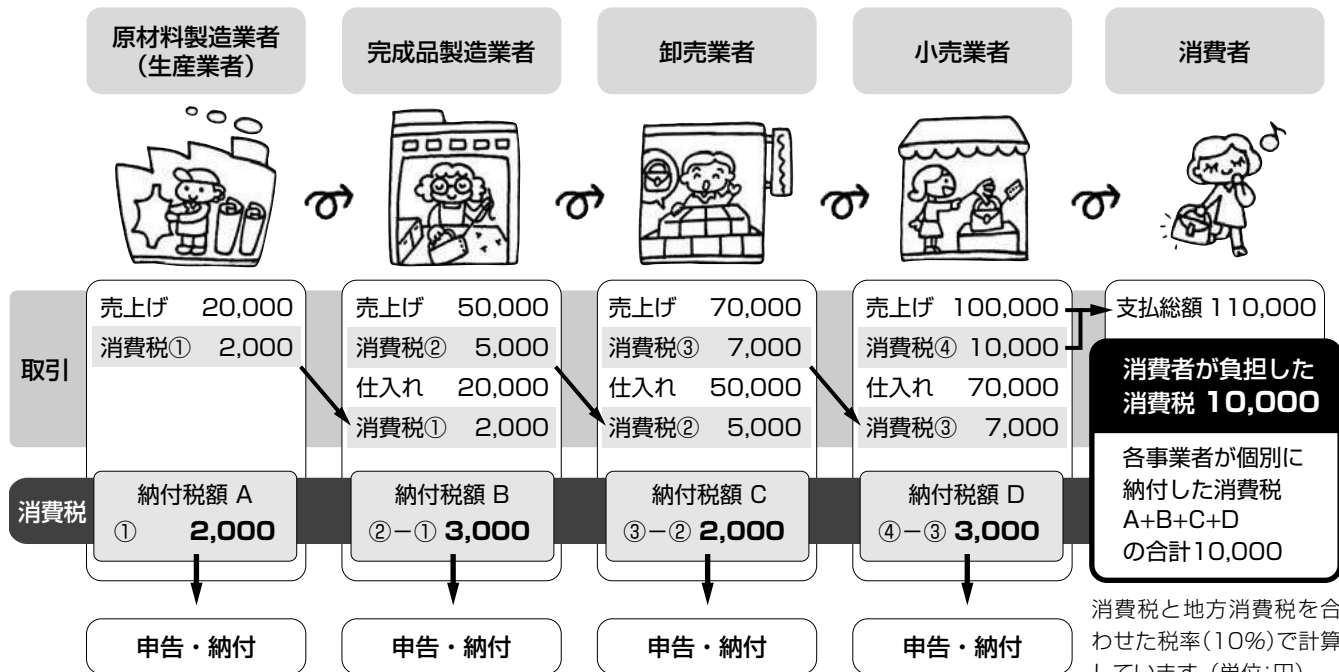 原材料製造業者
（生産業者）
完成品製造業者
卸売業者
小売業者
消費者
取引
売上げ 20,000
消費税① 2,000
売上げ 50,000
消費税② 5,000
仕入れ 20,000
消費税① 2,000
売上げ 70,000
消費税③ 7,000
仕入れ 50,000
消費税② 5,000
売上げ 100,000
消費税④ 10,000
仕入れ 70,000
消費税③ 7,000
支払総額 110,000
消費者が負担した
消費税 10,000
各事業者が個別に
納付した消費税
A+B+C+D
の合計10,000
消費税
納付税額 A
① 2,000
納付税額 B
②－① 3,000
納付税額 C
③－② 2,000
納付税額 D
④－③ 3,000
申告・納付
申告・納付
申告・納付
申告・納付
消費税と地方消費税を合
わせた税率（10％）で計算
しています。（単位：円）